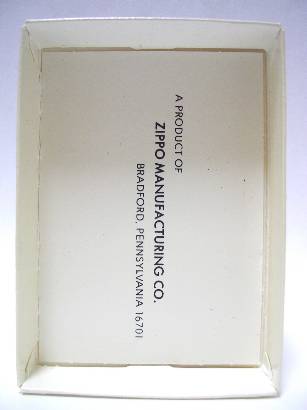 A PRODUCT OF
ZIPPO MANUFACTURING CO.
BRADFORD, PENNSYLVANIA 16701